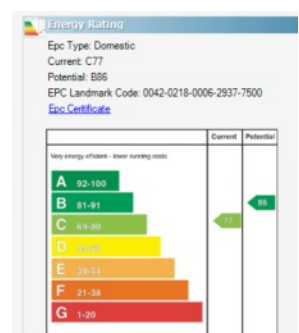 Energy Rating
Epc Type: Domestic
Current: C77
Potential: B86
EPC Landmark Code: 0042-0218-0006-2937-7500
Epc Certificate
Current Potential
Very energy efficient - lower running costs
A 92-100
B 81-91
86
C 69-80
77
D
E 39-54
F 21-38
G 1-20